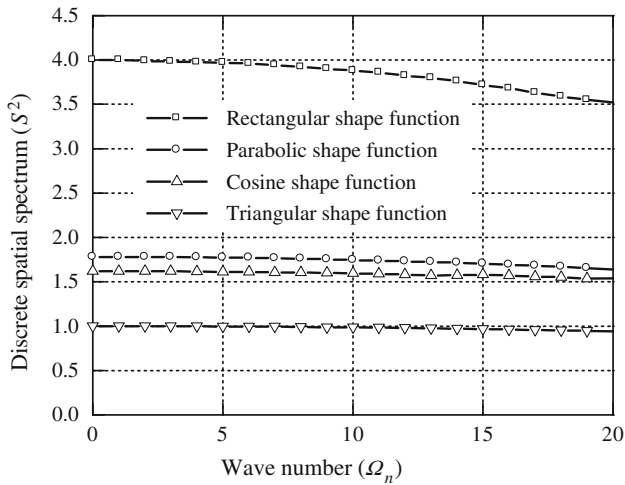 4.0
3.5
3.0
2.5
2.0
1.5
1.0
0.5
0.0
Discrete spatial spectrum (S²)
Rectangular shape function
Parabolic shape function
Cosine shape function
Triangular shape function
0 5 10 15 20
Wave number (Ωₙ)